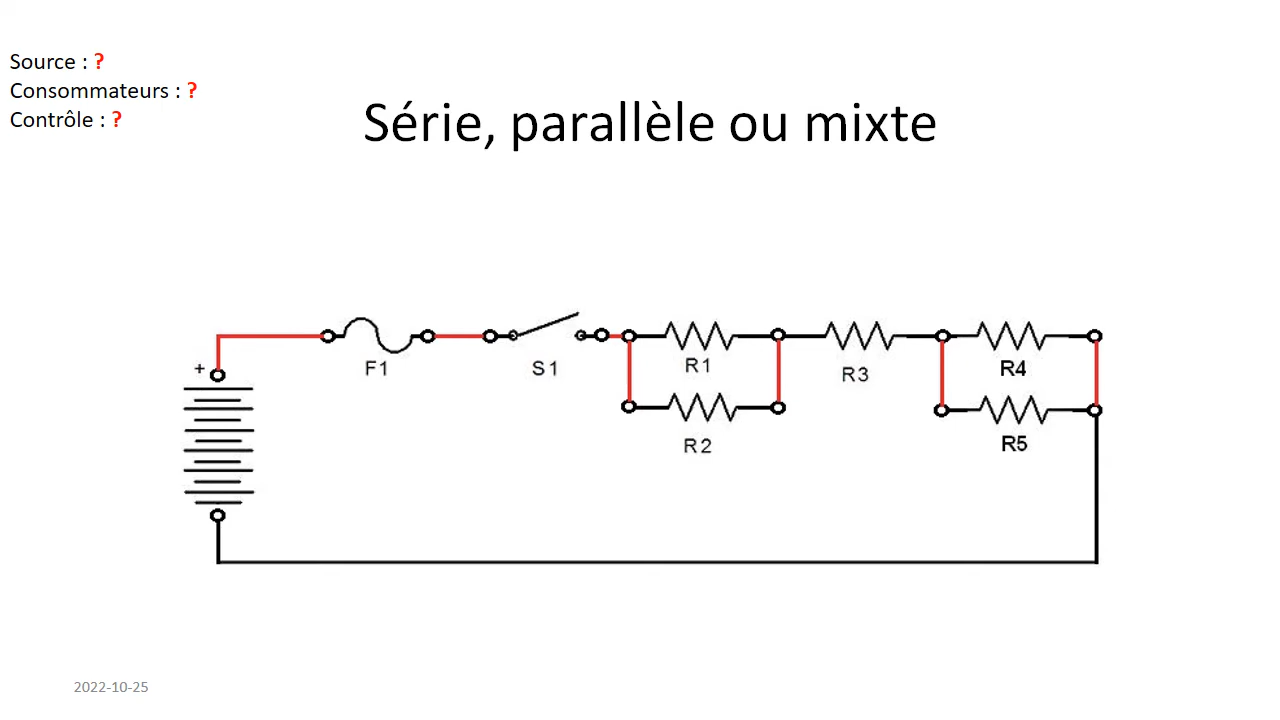 Source : ?
Consommateurs : ?
Contrôle : ?
Série, parallèle ou mixte
+
F1
S1
R1
R3
R4
R2
R5
2022-10-25